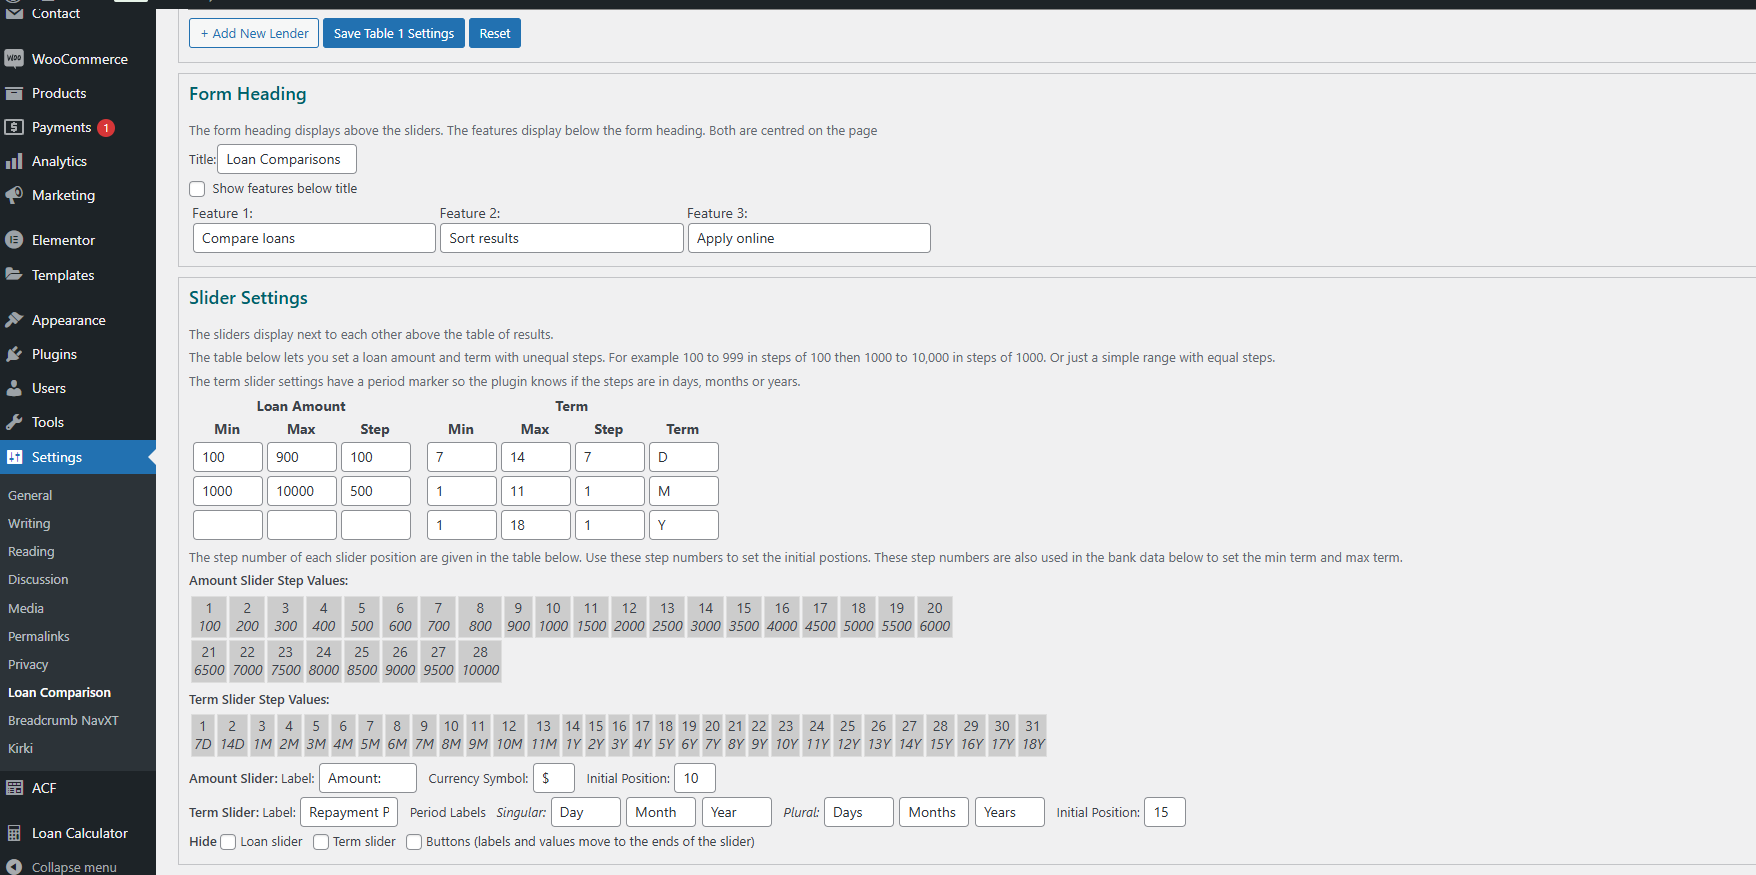 Contact
WooCommerce
Products
Payments 1
Analytics
Marketing
Elementor
Templates
Appearance
Plugins
Users
Tools
Settings
General
Writing
Reading
Discussion
Media
Permalinks
Privacy
Loan Comparison
Breadcrumb NavXT
Kirki
ACF
Loan Calculator
Collapse menu
+ Add New Lender Save Table 1 Settings Reset
Form Heading
The form heading displays above the sliders. The features display below the form heading. Both are centred on the page
Title: Loan Comparisons
Show features below title
Feature 1: Feature 2: Feature 3:
Compare loans Sort results Apply online
Slider Settings
The sliders display next to each other above the table of results.
The table below lets you set a loan amount and term with unequal steps. For example 100 to 999 in steps of 100 then 1000 to 10,000 in steps of 1000. Or just a simple range with equal steps.
The term slider settings have a period marker so the plugin knows if the steps are in days, months or years.
Loan Amount Term
Min Max Step Min Max Step Term
100 900 100 7 14 7 D
1000 10000 500 1 11 1 M
1 18 1 Y
The step number of each slider position are given in the table below. Use these step numbers to set the initial postions. These step numbers are also used in the bank data below to set the min term and max term.
Amount Slider Step Values:
1 2 3 4 5 6 7 8 9 10 11 12 13 14 15 16 17 18 19 20
100 200 300 400 500 600 700 800 900 1000 1500 2000 2500 3000 3500 4000 4500 5000 5500 6000
21 22 23 24 25 26 27 28
6500 7000 7500 8000 8500 9000 9500 10000
Term Slider Step Values:
1 2 3 4 5 6 7 8 9 10 11 12 13 14 15 16 17 18 19 20 21 22 23 24 25 26 27 28 29 30 31
7D 14D 1M 2M 3M 4M 5M 6M 7M 8M 9M 10M 11M 1Y 2Y 3Y 4Y 5Y 6Y 7Y 8Y 9Y 10Y 11Y 12Y 13Y 14Y 15Y 16Y 17Y 18Y
Amount Slider: Label: Amount: Currency Symbol: $ Initial Position: 10
Term Slider: Label: Repayment P Period Labels Singular: Day Month Year Plural: Days Months Years Initial Position: 15
Hide Loan slider Term slider Buttons (labels and values move to the ends of the slider)